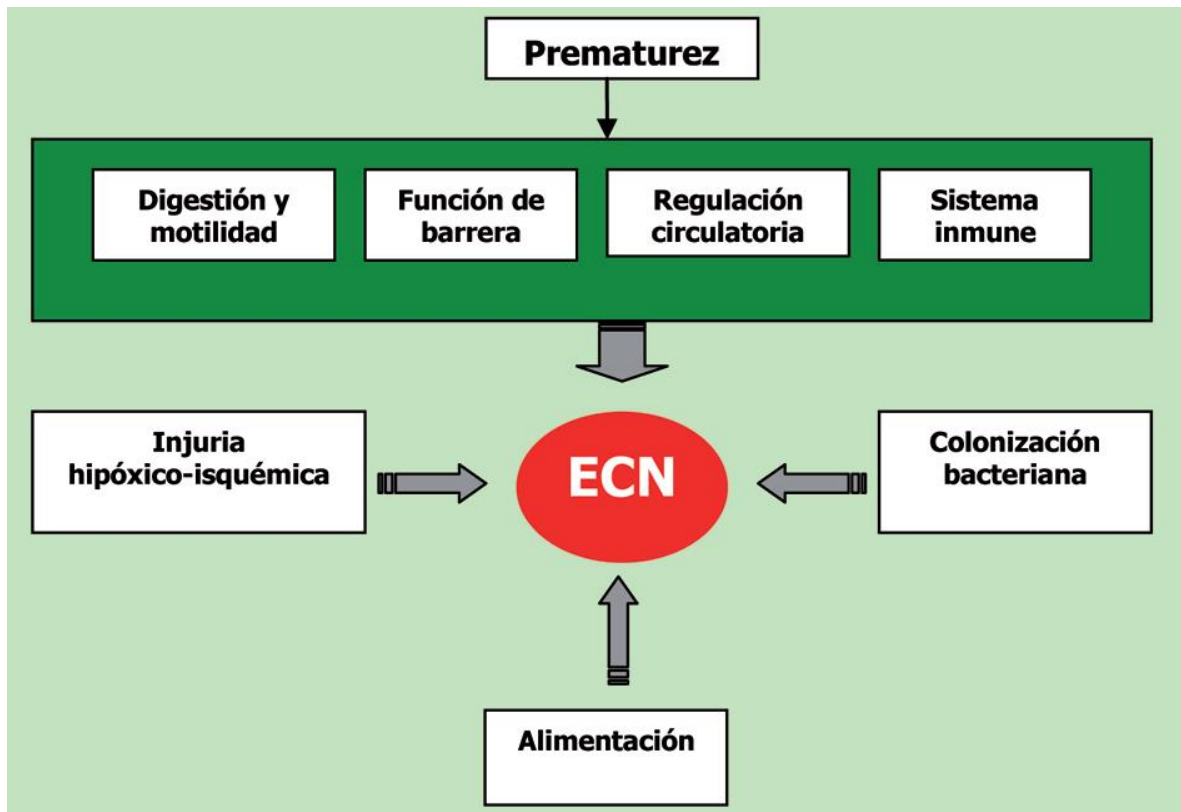 Prematurez
Digestión y
motilidad
Función de
barrera
Regulación
circulatoria
Sistema
inmune
Injuria
hipóxico-isquémica
ECN
Colonización
bacteriana
Alimentación